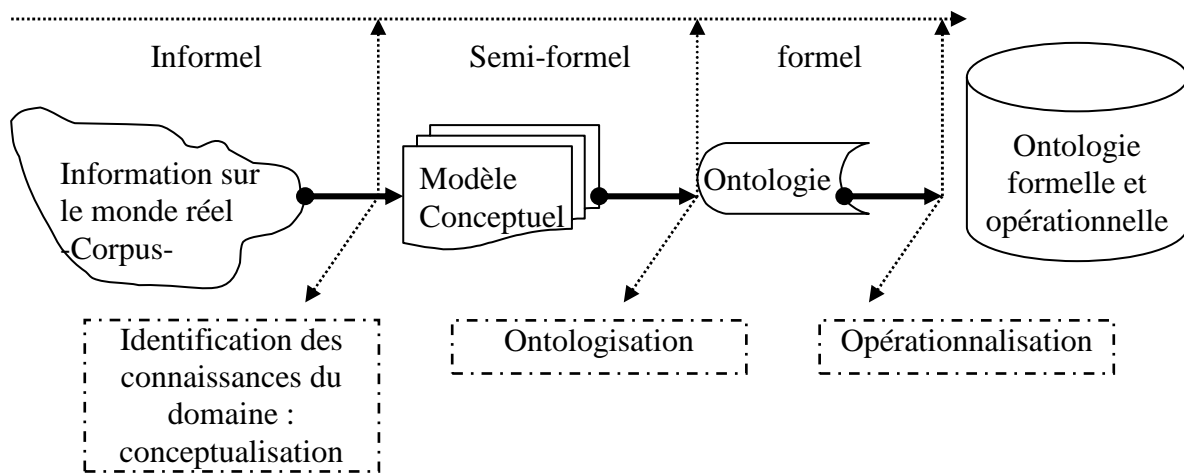 Informel
Semi-formel
formel
Information sur
le monde réel
-Corpus-
Modèle
Conceptuel
Ontologie
Ontologie
formelle et
opérationnelle
Identification des
connaissances du
domaine :
conceptualisation
Ontologisation
Opérationnalisation